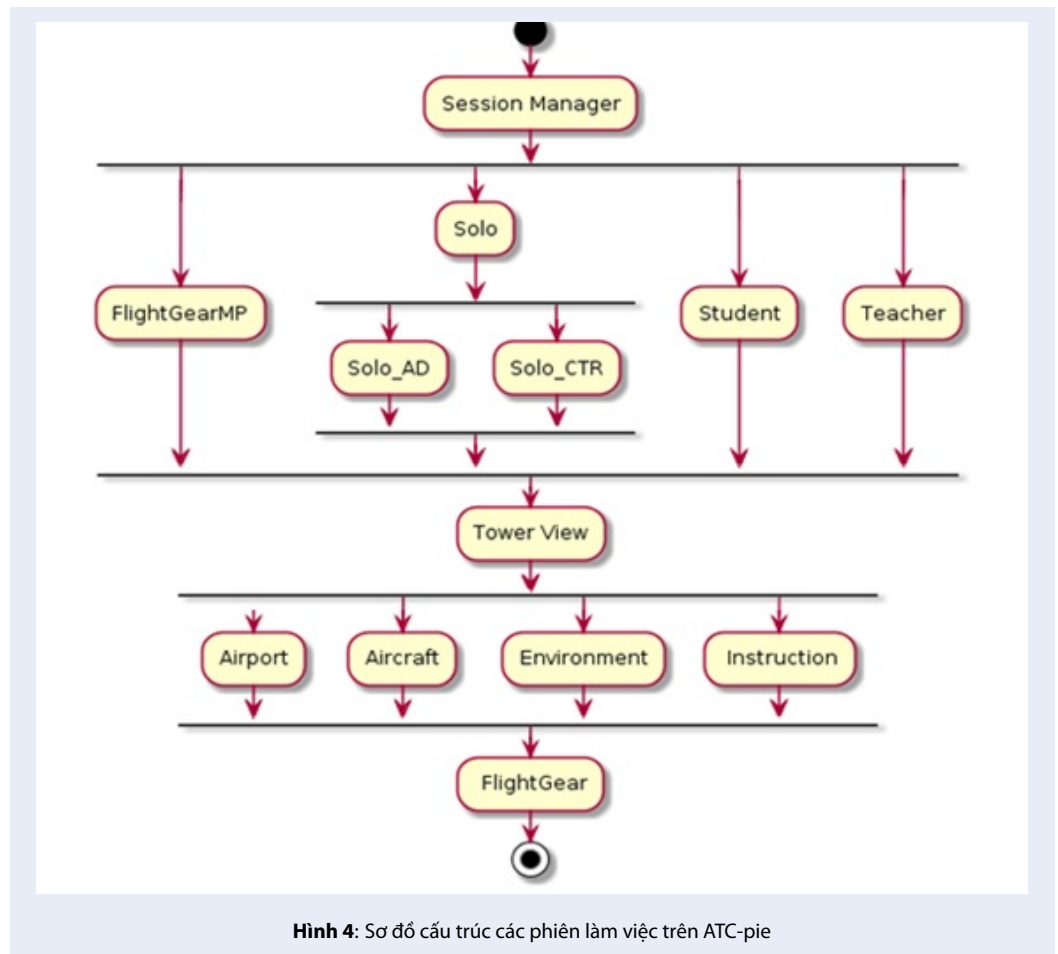 Session Manager
Solo
FlightGearMP
Student
Teacher
Solo_AD
Solo_CTR
Tower View
Airport
Aircraft
Environment
Instruction
FlightGear
Hình 4: Sơ đồ cấu trúc các phiên làm việc trên ATC-pie